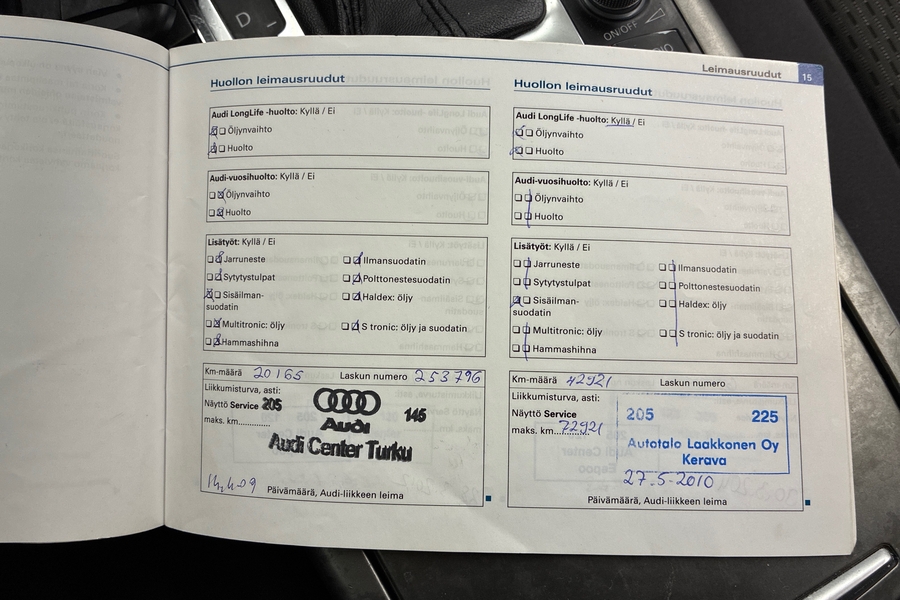 D
ON/OFF
Leimausruudut 15
Huollon leimausruudut
Audi LongLife -huolto: Kyllä / Ei
Öljynvaihto
Huolto
Audi-vuosihuolto: Kyllä / Ei
Öljynvaihto
Huolto
Lisätyöt: Kyllä / Ei
Jarruneste
Ilmansuodatin
Sytytystulpat
Polttonestesuodatin
Sisäilman-
suodatin
Haldex: öljy
Multitronic: öljy
S tronic: öljy ja suodatin
Hammashihna
Km-määrä 20165 Laskun numero 253796
Liikkumisturva, asti:
Näyttö Service 205 145
maks. km............
Audi
Audi Center Turku
14.4-09
Päivämäärä, Audi-liikkeen leima
Huollon leimausruudut
Audi LongLife -huolto: Kyllä / Ei
Öljynvaihto
Huolto
Audi-vuosihuolto: Kyllä / Ei
Öljynvaihto
Huolto
Lisätyöt: Kyllä / Ei
Jarruneste
Ilmansuodatin
Sytytystulpat
Polttonestesuodatin
Sisäilman-
suodatin
Haldex: öljy
Multitronic: öljy
S tronic: öljy ja suodatin
Hammashihna
Km-määrä 42921 Laskun numero
Liikkumisturva, asti:
Näyttö Service
maks. km...72921
205 225
Autotalo Laakkonen Oy
Kerava
27-5-2010
Päivämäärä, Audi-liikkeen leima